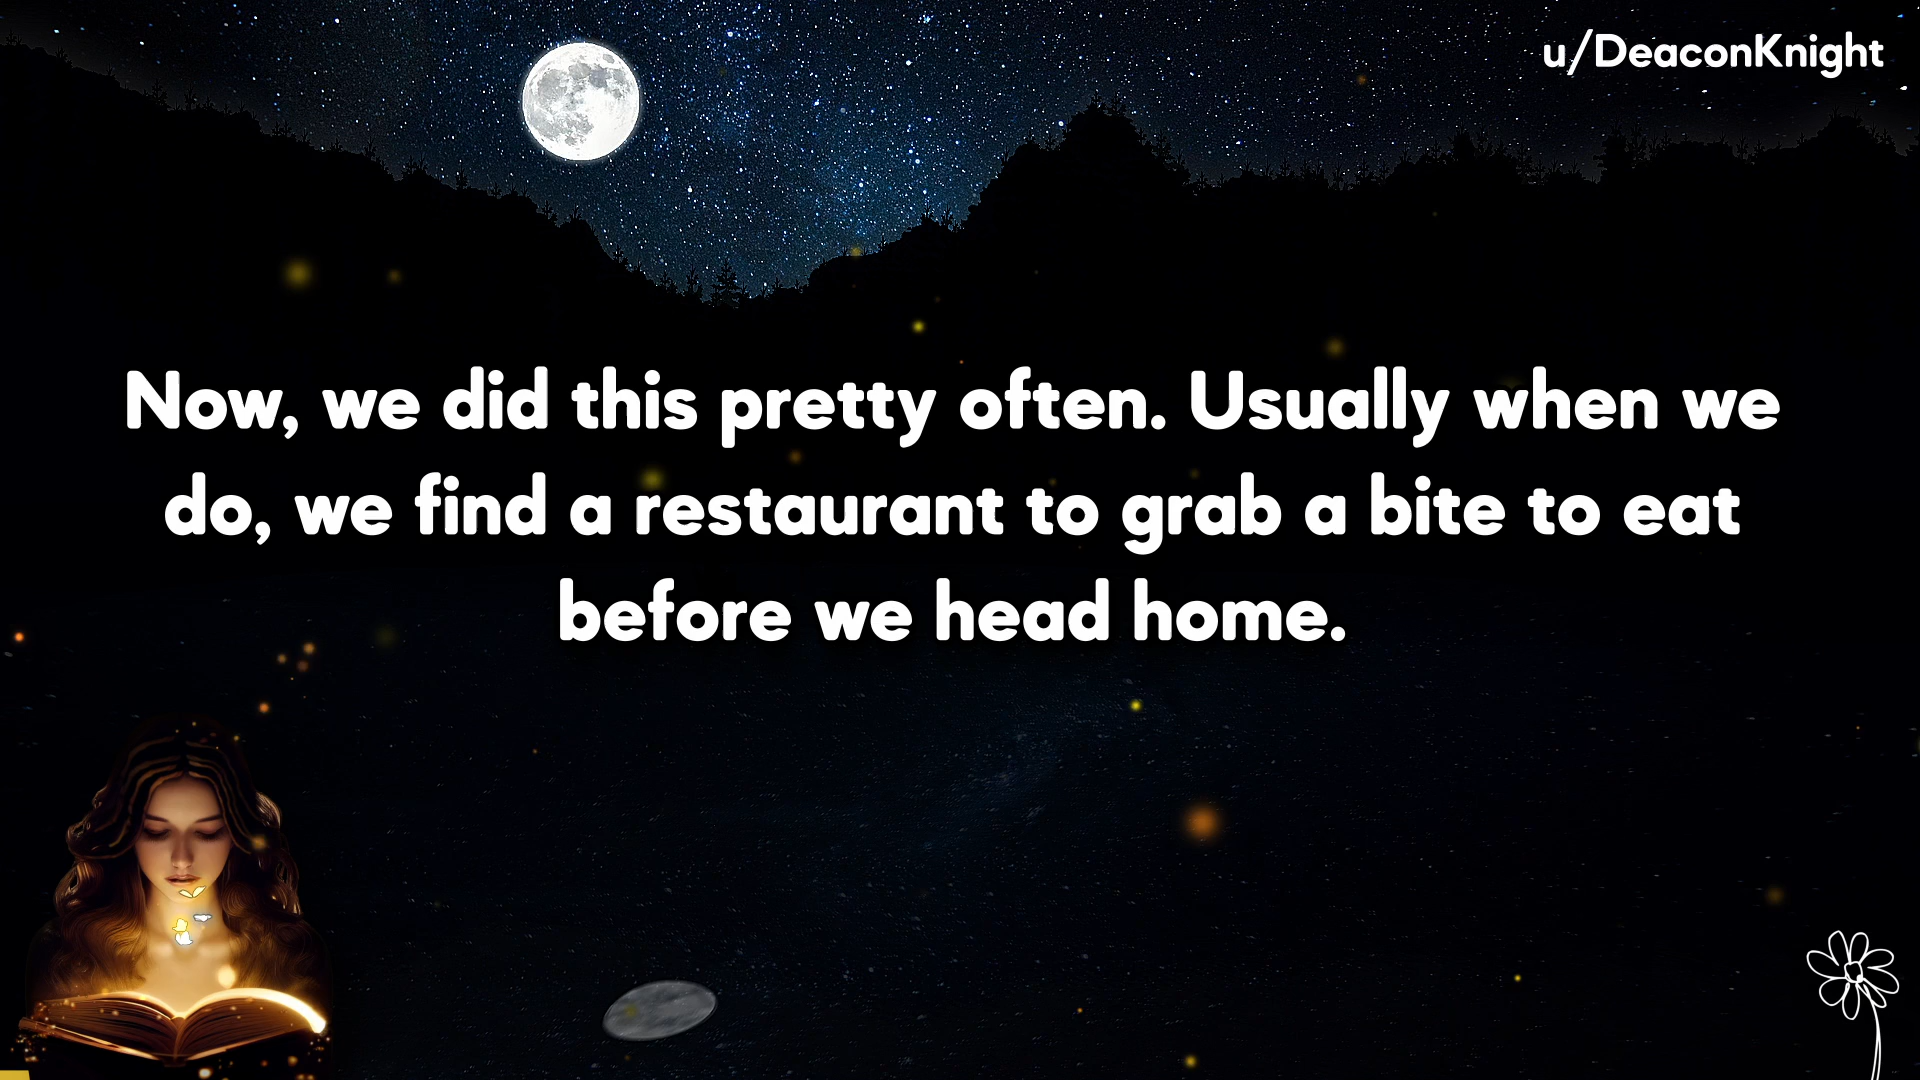 u/DeaconKnight
Now, we did this pretty often. Usually when we
do, we find a restaurant to grab a bite to eat
before we head home.